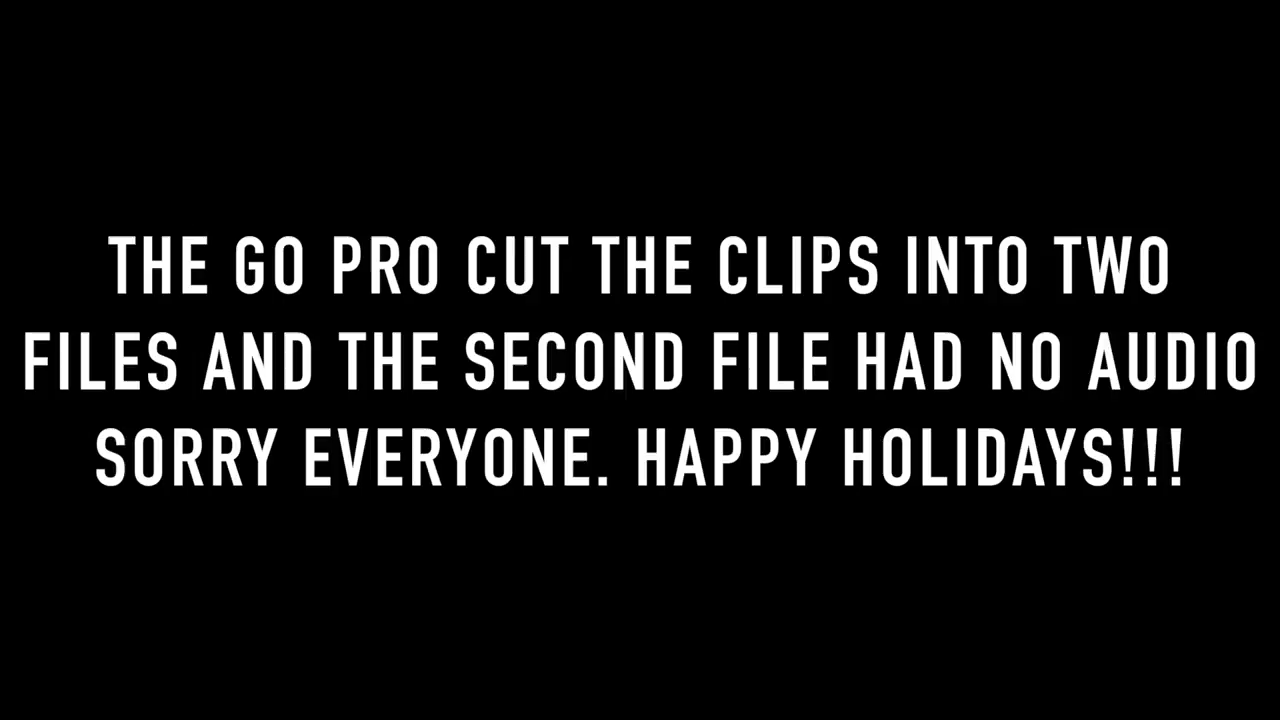 THE GO PRO CUT THE CLIPS INTO TWO
FILES AND THE SECOND FILE HAD NO AUDIO
SORRY EVERYONE. HAPPY HOLIDAYS!!!